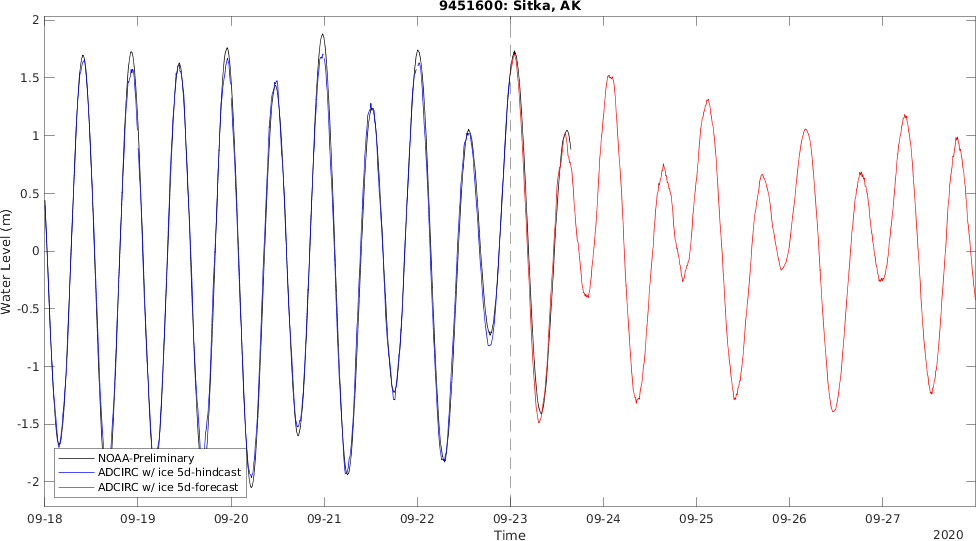 9451600: Sitka, AK
2
1.5
1
0.5
0
-0.5
-1
-1.5
-2
Water Level (m)
NOAA-Preliminary
ADCIRC w/ ice 5d-hindcast
ADCIRC w/ ice 5d-forecast
09-18 09-19 09-20 09-21 09-22 09-23 09-24 09-25 09-26 09-27
Time
2020